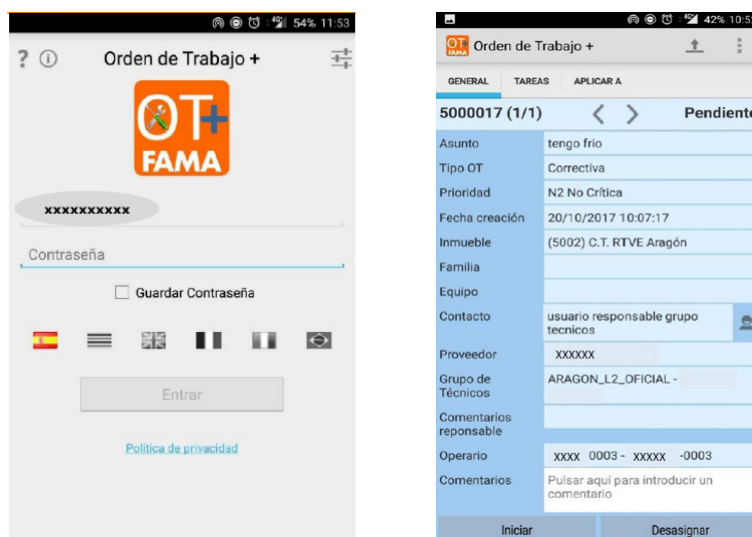 54% 11:53
? i Orden de Trabajo +
OT+
FAMA
xxxxxxxxxx
Contraseña
Guardar Contraseña
Entrar
Política de privacidad
42% 10:5
OT+ FAMA Orden de Trabajo +
GENERAL TAREAS APLICAR A
5000017 (1/1) < > Pendiente
Asunto tengo frio
Tipo OT Correctiva
Prioridad N2 No Crítica
Fecha creación 20/10/2017 10:07:17
Inmueble (5002) C.T. RTVE Aragón
Familia
Equipo
Contacto usuario responsable grupo
tecnicos
Proveedor XXXXXX
Grupo de ARAGON_L2_OFICIAL -
Técnicos
Comentarios
reponsable
Operario XXXX 0003 - XXXXX -0003
Comentarios Pulsar aquí para introducir un
comentario
Iniciar Desasignar